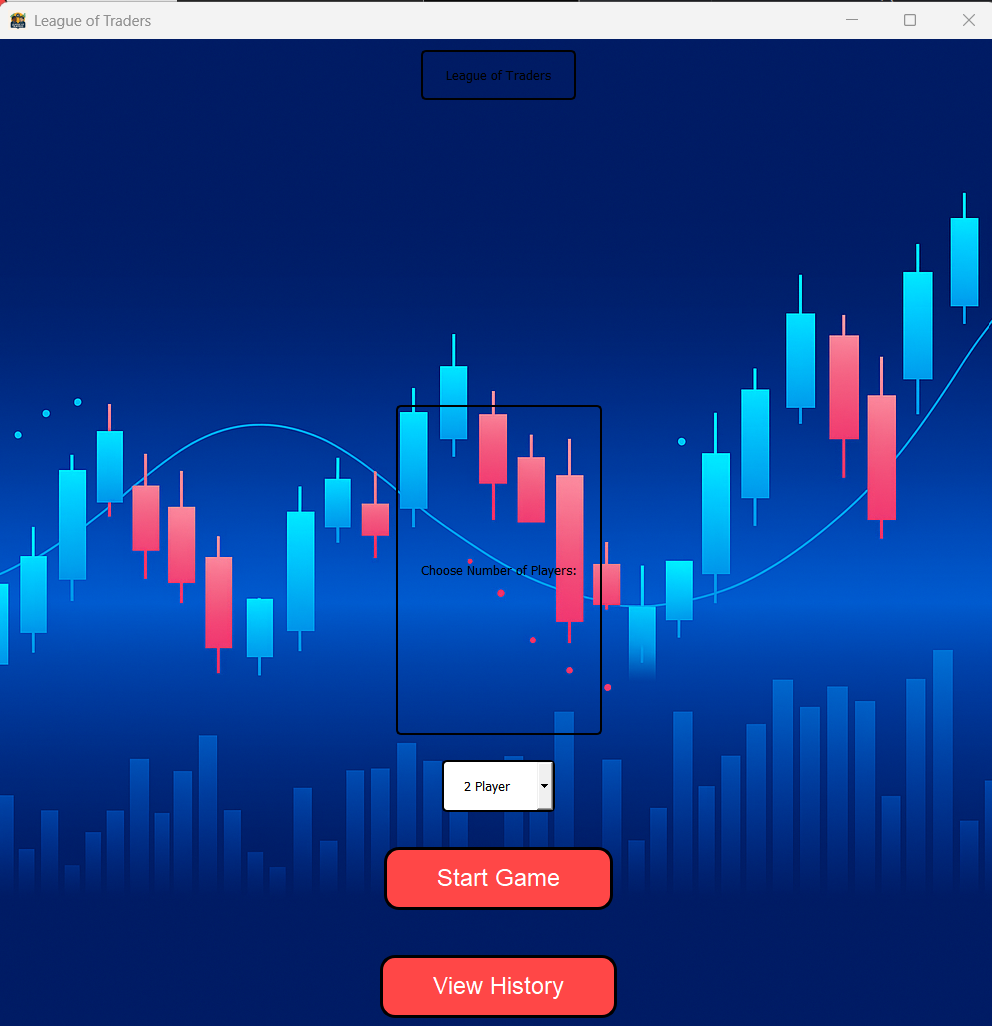 League of Traders
League of Traders
Choose Number of Players:
2 Player
Start Game
View History